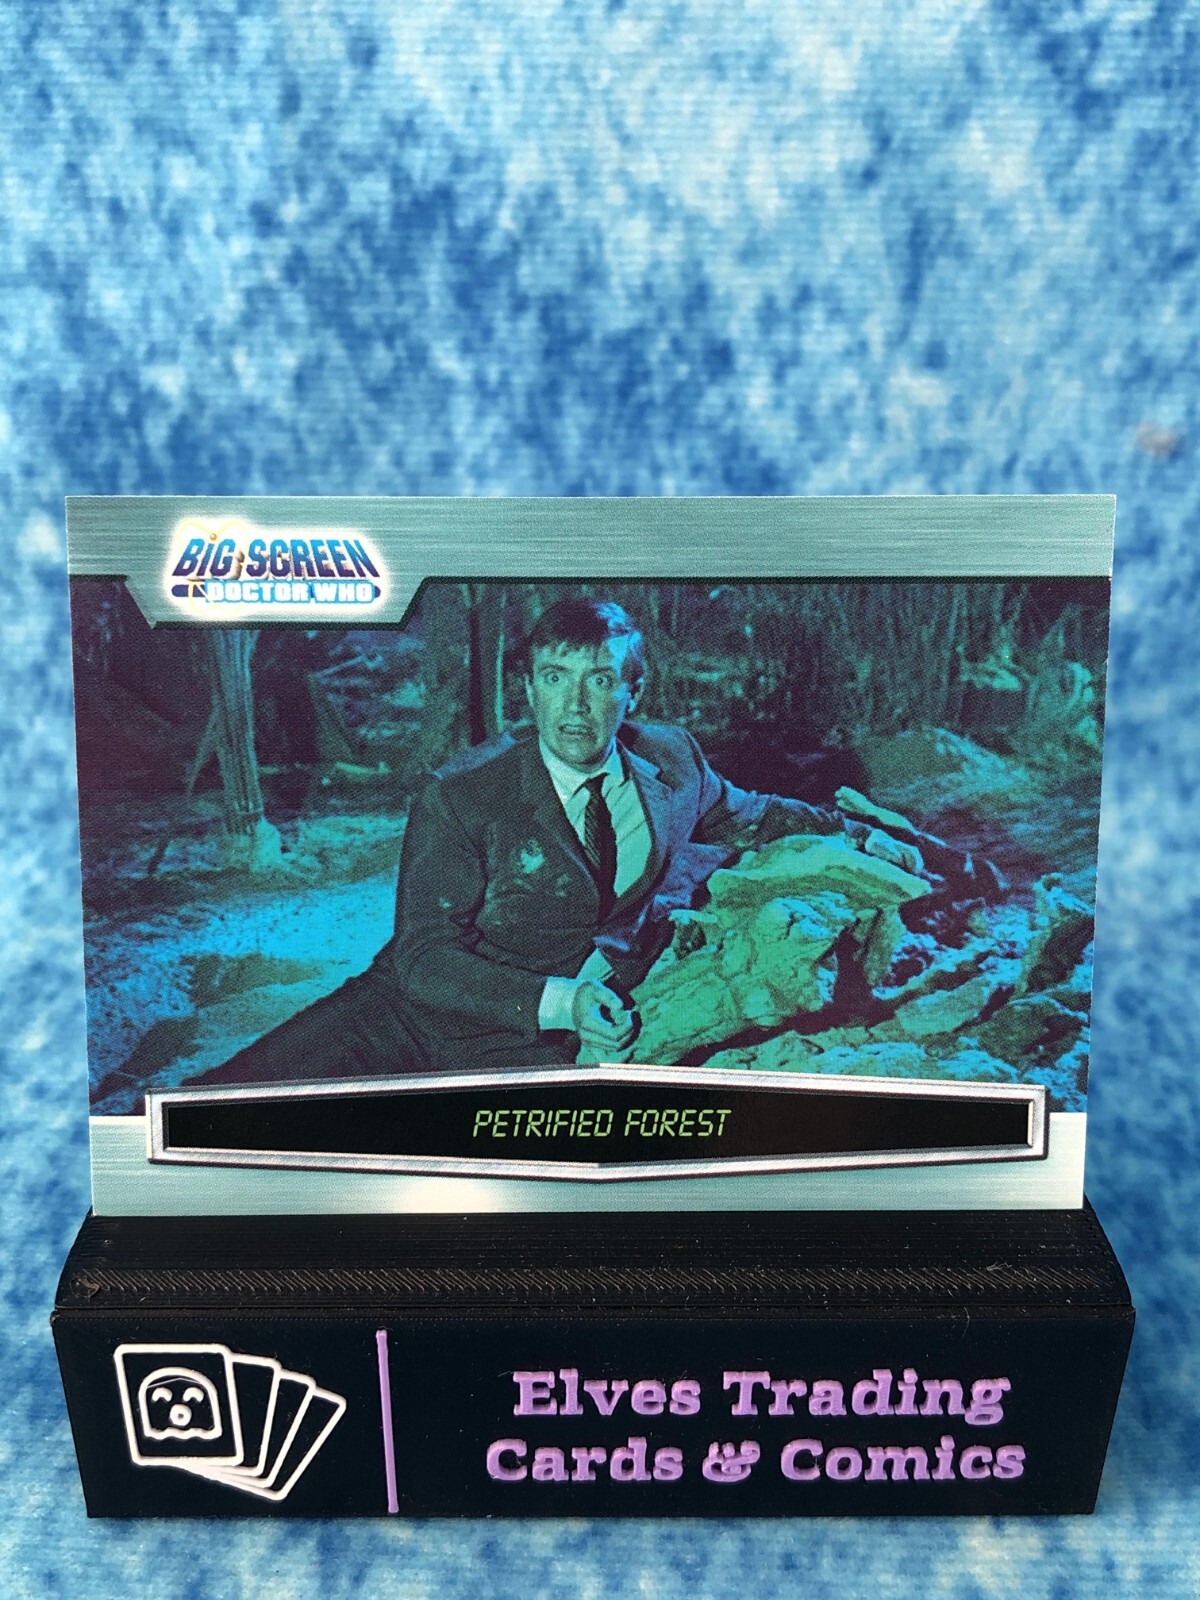 BIG SCREEN
DOCTOR WHO
PETRIFIED FOREST
Elves Trading
Cards & Comics